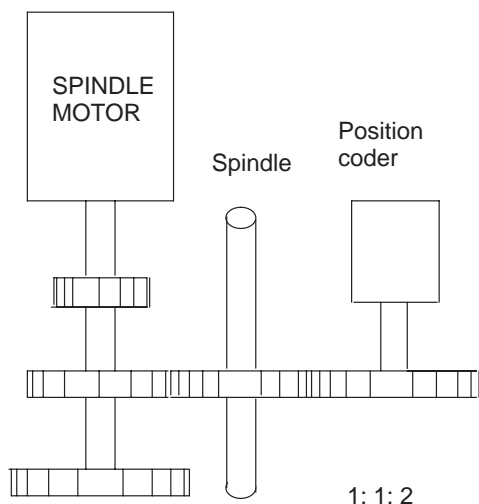 SPINDLE
MOTOR
Spindle
Position
coder
1: 1: 2